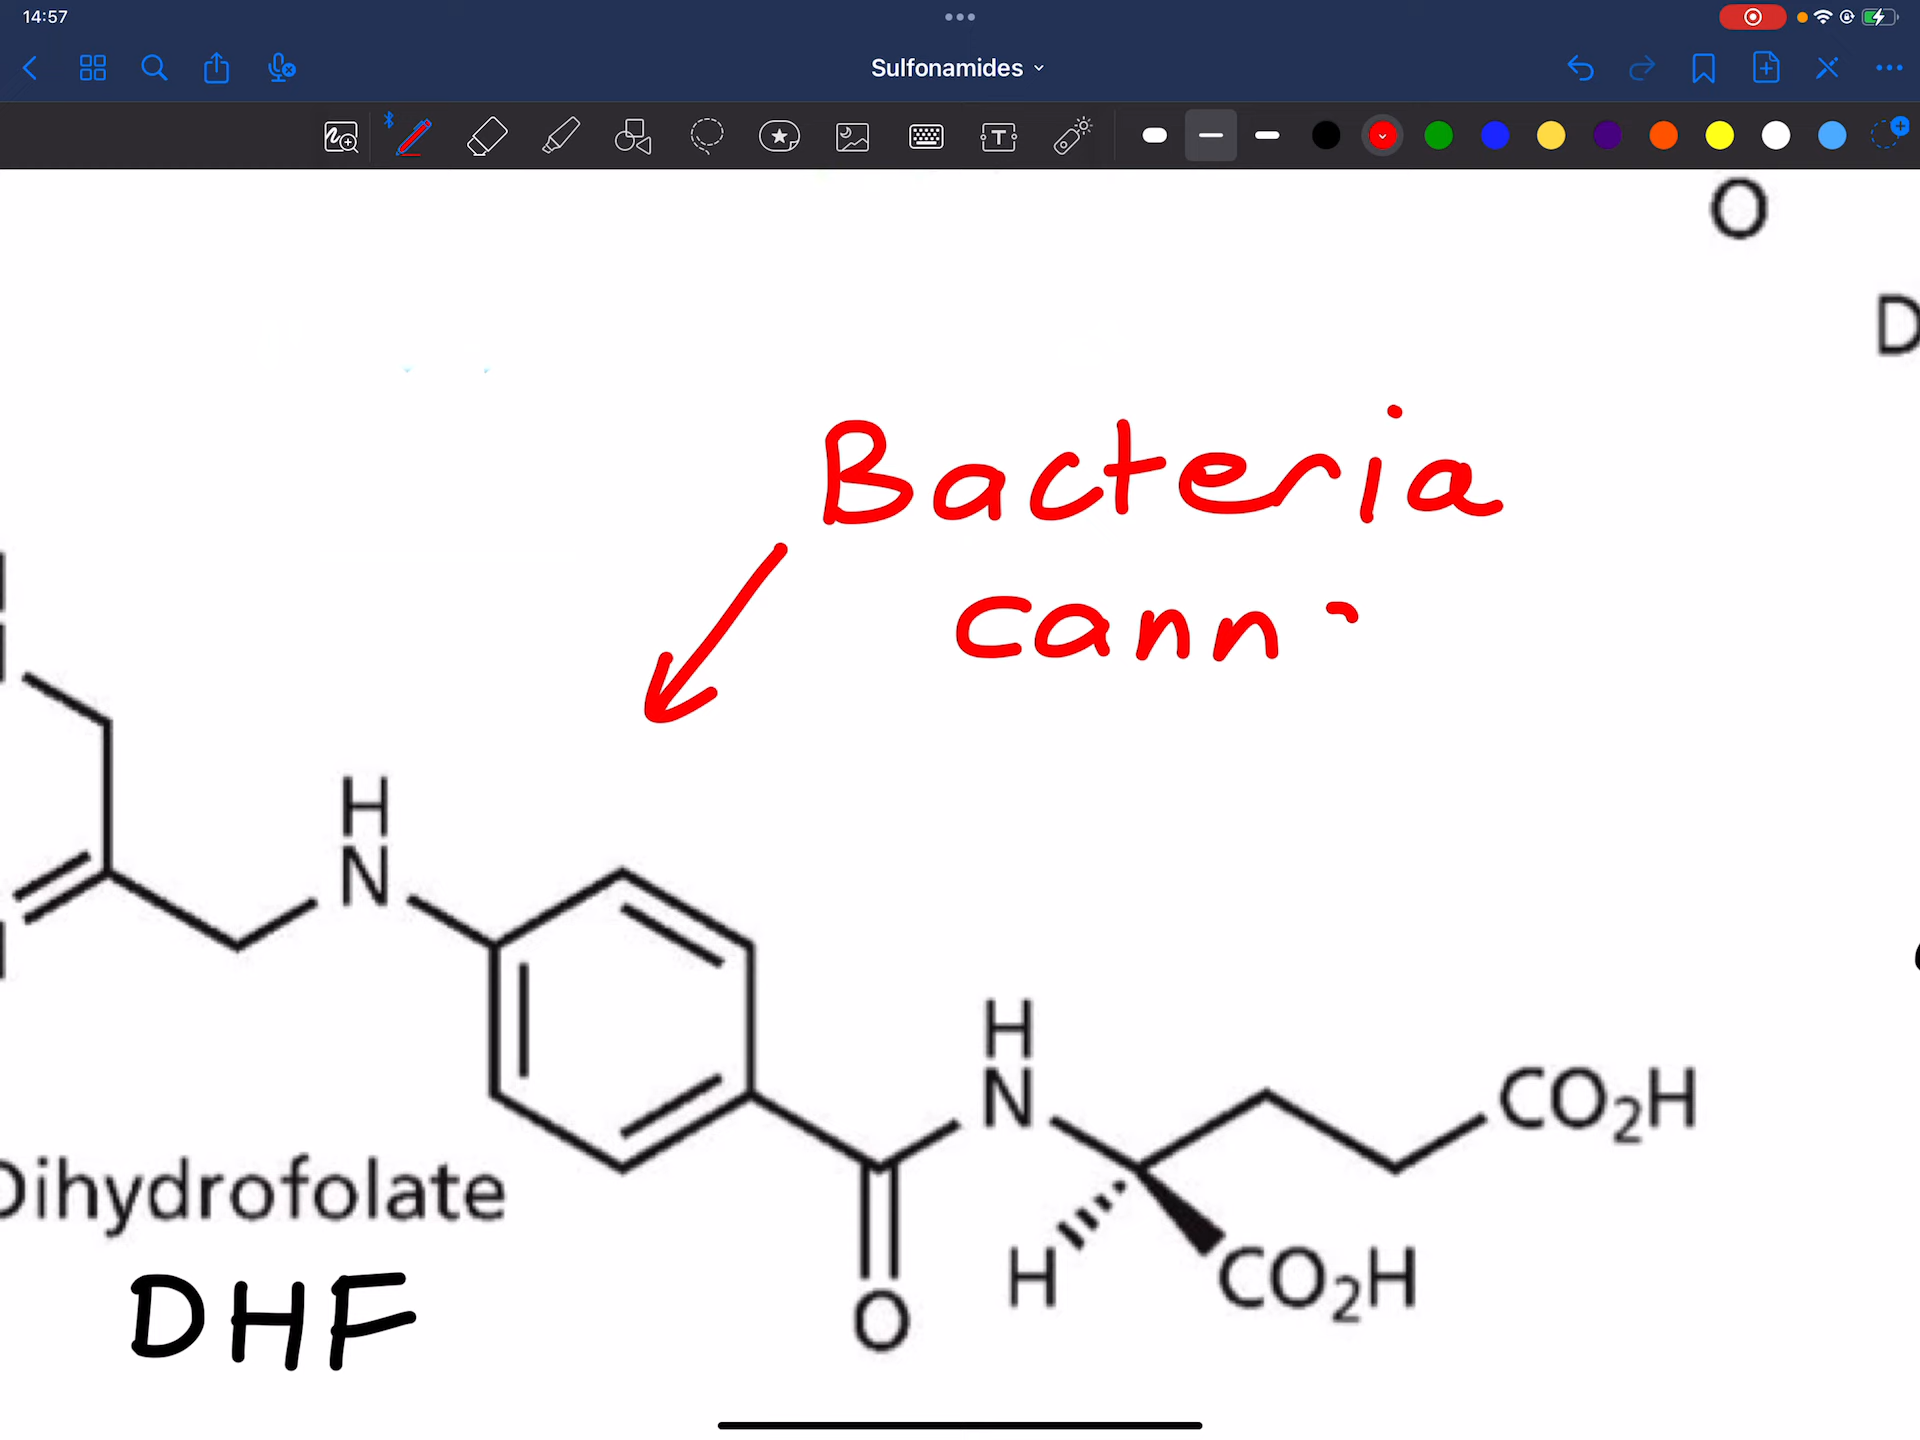 14:57
Sulfonamides
T
O
D
Bacteria
cann
H
N
H
N
CO₂H
Dihydrofolate
H
CO₂H
DHF
O